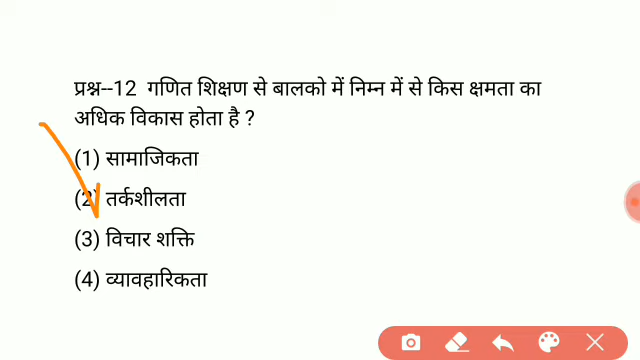 प्रश्न--12 गणित शिक्षण से बालको में निम्न में से किस क्षमता का
अधिक विकास होता है ?
(1) सामाजिकता
(2) तर्कशीलता
(3) विचार शक्ति
(4) व्यावहारिकता